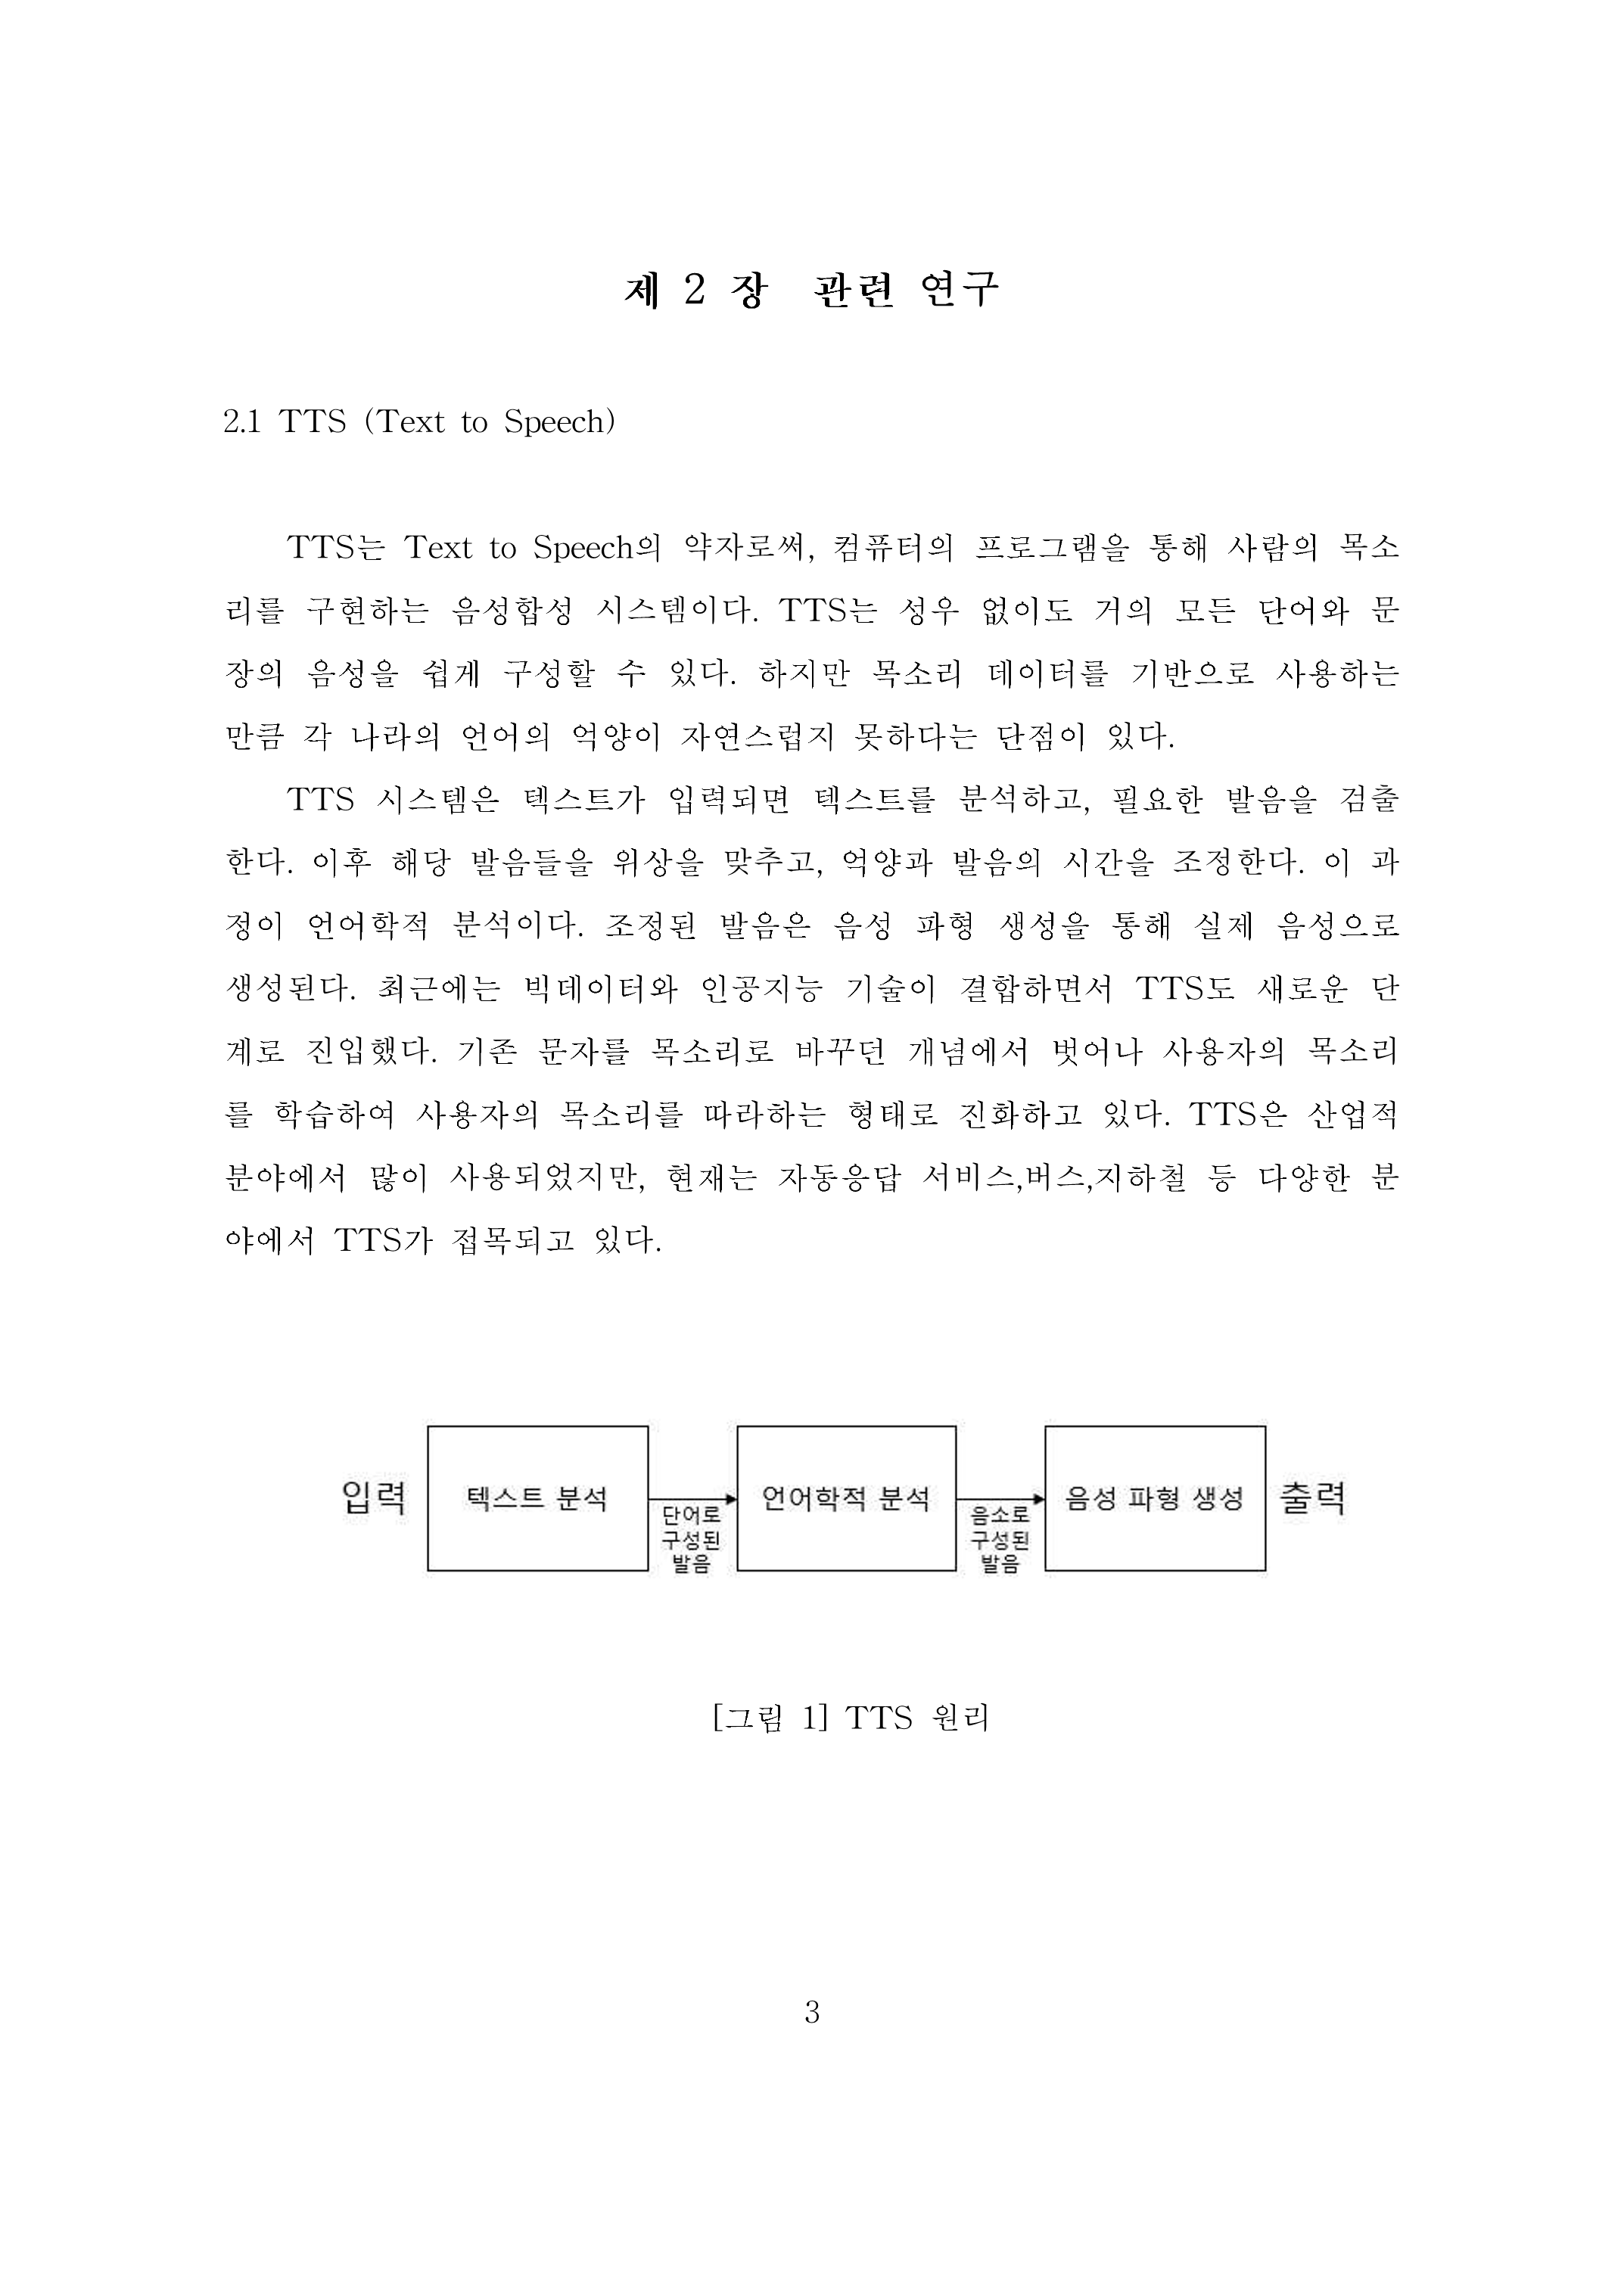 제 2 장 관련 연구
2.1 TTS (Text to Speech)
TTS는 Text to Speech의 약자로써, 컴퓨터의 프로그램을 통해 사람의 목소
리를 구현하는 음성합성 시스템이다. TTS는 성우 없이도 거의 모든 단어와 문
장의 음성을 쉽게 구성할 수 있다. 하지만 목소리 데이터를 기반으로 사용하는
만큼 각 나라의 언어의 억양이 자연스럽지 못하다는 단점이 있다.
TTS 시스템은 텍스트가 입력되면 텍스트를 분석하고, 필요한 발음을 검출
한다. 이후 해당 발음들을 위상을 맞추고, 억양과 발음의 시간을 조정한다. 이 과
정이 언어학적 분석이다. 조정된 발음은 음성 파형 생성을 통해 실제 음성으로
생성된다. 최근에는 빅데이터와 인공지능 기술이 결합하면서 TTS도 새로운 단
계로 진입했다. 기존 문자를 목소리로 바꾸던 개념에서 벗어나 사용자의 목소리
를 학습하여 사용자의 목소리를 따라하는 형태로 진화하고 있다. TTS은 산업적
분야에서 많이 사용되었지만, 현재는 자동응답 서비스,버스,지하철 등 다양한 분
야에서 TTS가 접목되고 있다.
입력
텍스트 분석
단어로
구성된
발음
언어학적 분석
음소로
구성된
발음
음성 파형 생성
출력
[그림 1] TTS 원리
3